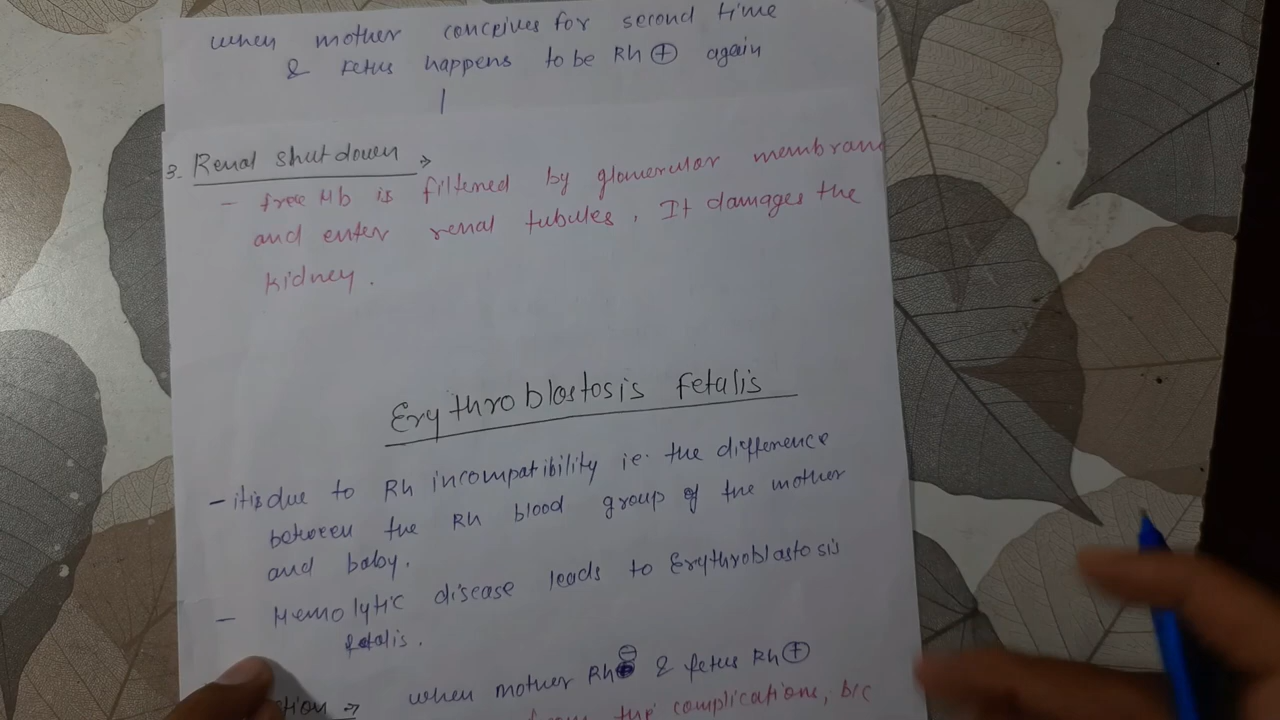 when mother conceives for second time
& fetus happens to be Rh ⊕ again
3. Renal shutdown →
- free Hb is filtered by glomerular membran
and enter renal tubules. It damages the
kidney.
Erythroblastosis Fetalis
- it is due to Rh incompatibility ie. the difference
between the Rh blood group of the mother
and baby.
- Hemolytic disease leads to Erythroblastosis
fetalis.
when mother Rh ⊖ & fetus Rh ⊕
from the complications, b/c